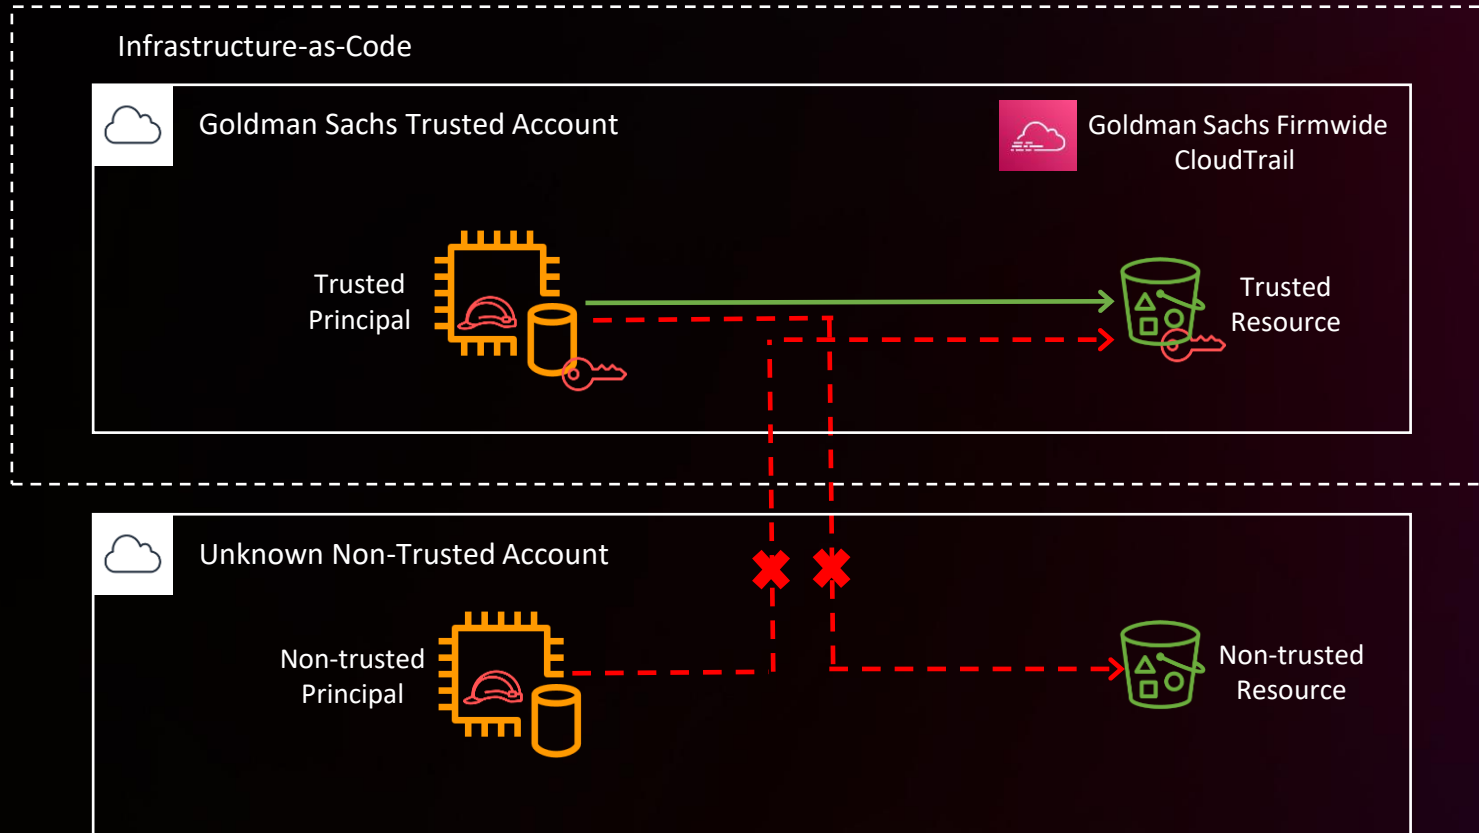 Infrastructure-as-Code
Goldman Sachs Trusted Account
Goldman Sachs Firmwide
CloudTrail
Trusted
Principal
Trusted
Resource
Unknown Non-Trusted Account
Non-trusted
Principal
Non-trusted
Resource